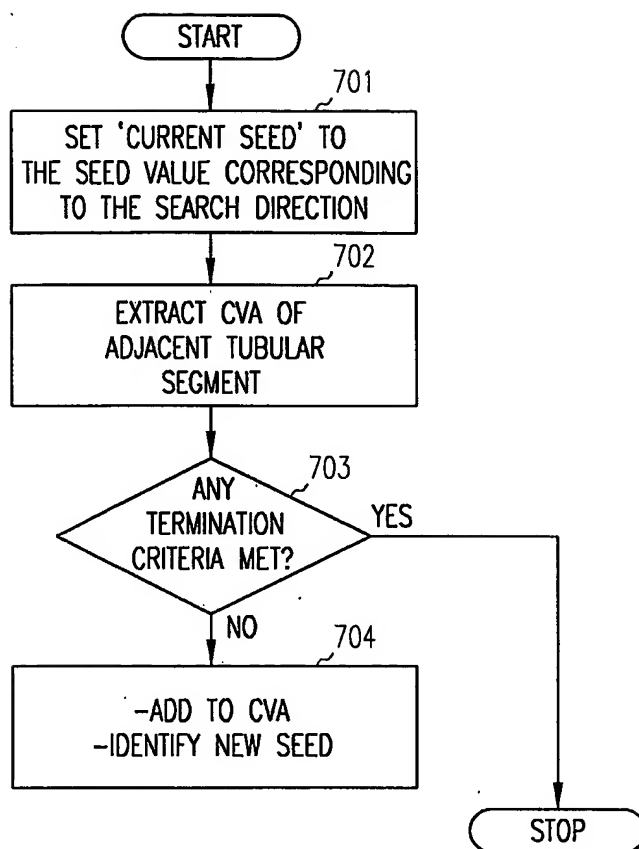 START
701
SET 'CURRENT SEED' TO
THE SEED VALUE CORRESPONDING
TO THE SEARCH DIRECTION
702
EXTRACT CVA OF
ADJACENT TUBULAR
SEGMENT
703
ANY
TERMINATION
CRITERIA MET?
YES
NO
704
-ADD TO CVA
-IDENTIFY NEW SEED
STOP